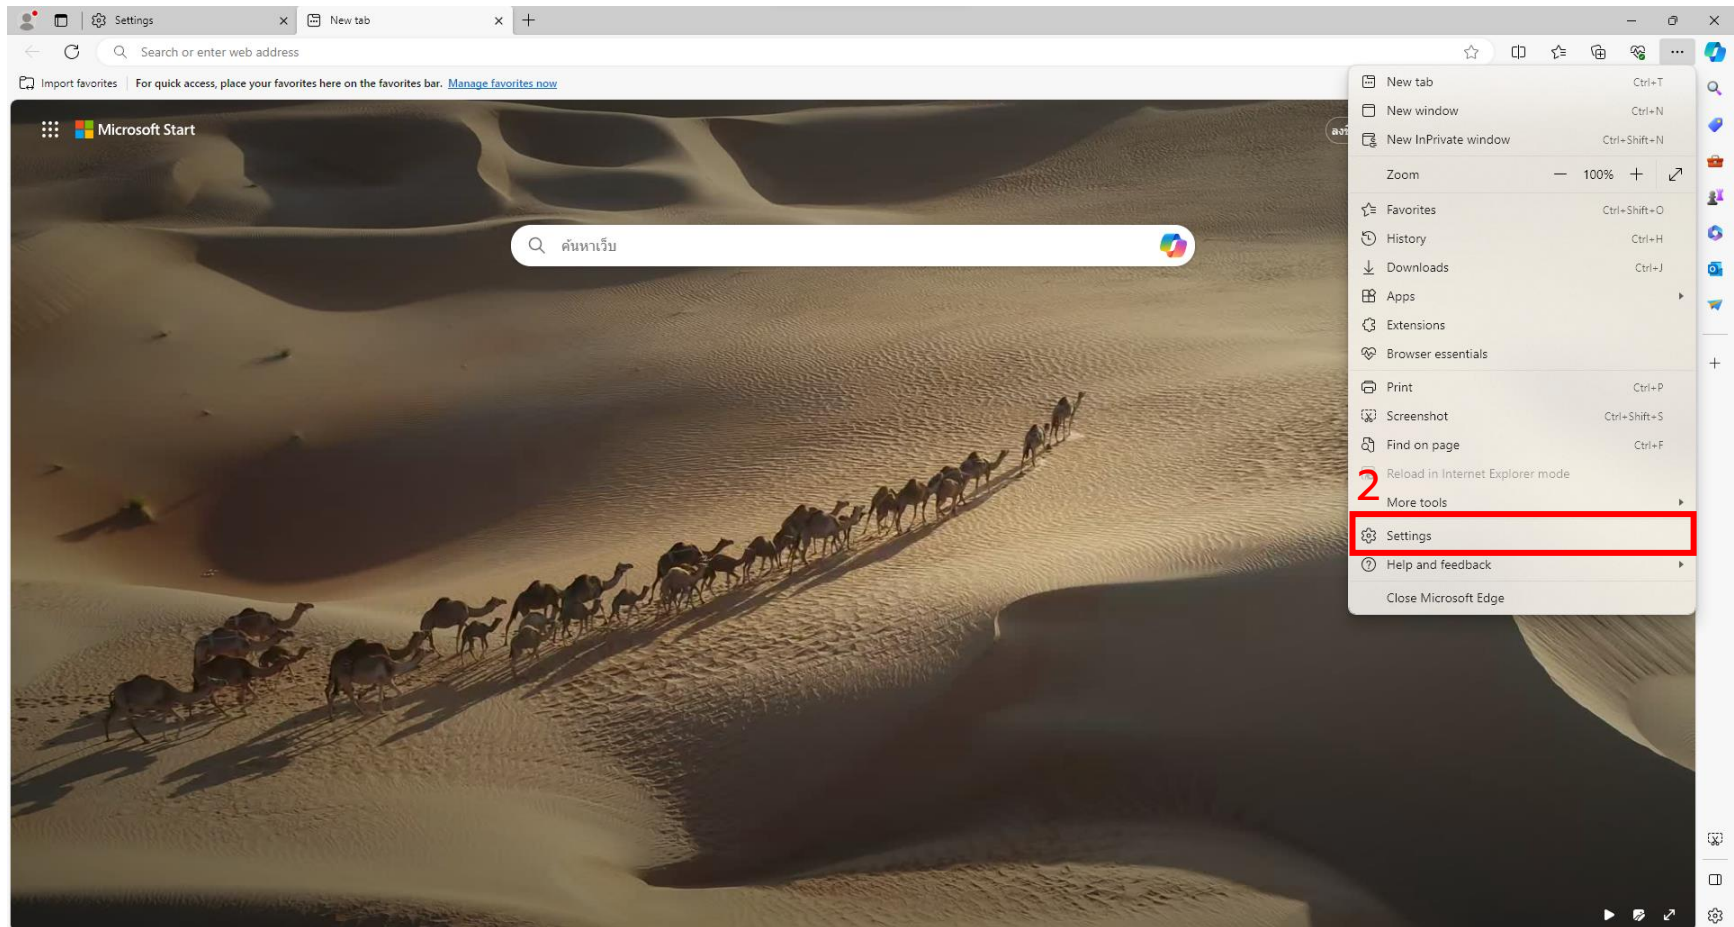 Settings
New tab
Search or enter web address
Import favorites
For quick access, place your favorites here on the favorites bar. Manage favorites now
Microsoft Start
ค้นหาเว็บ
New tab Ctrl+T
New window Ctrl+N
New InPrivate window Ctrl+Shift+N
Zoom 100%
Favorites Ctrl+Shift+O
History Ctrl+H
Downloads Ctrl+J
Apps
Extensions
Browser essentials
Print Ctrl+P
Screenshot Ctrl+Shift+S
Find on page Ctrl+F
Reload in Internet Explorer mode
2
More tools
Settings
Help and feedback
Close Microsoft Edge